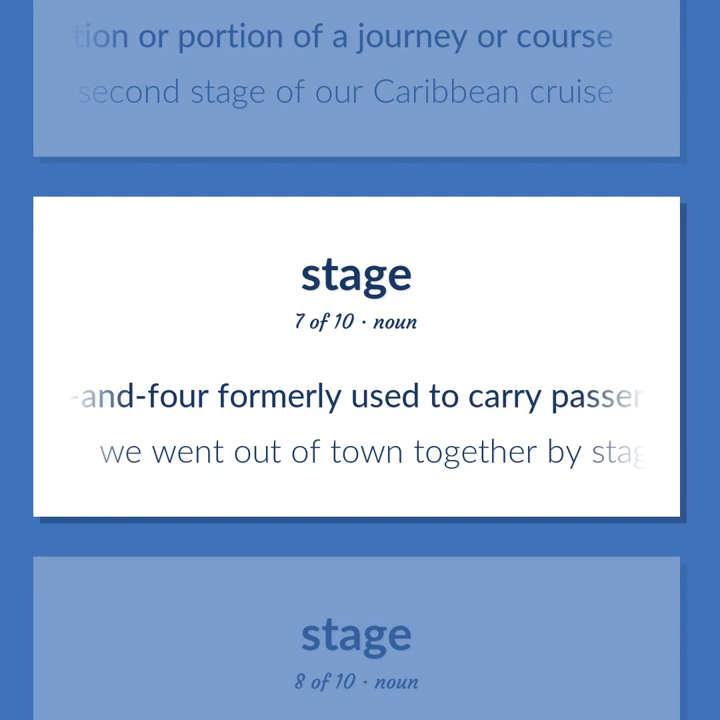 tion or portion of a journey or course
second stage of our Caribbean cruise
stage
7 of 10 · noun
-and-four formerly used to carry passen
we went out of town together by stag
stage
8 of 10 · noun